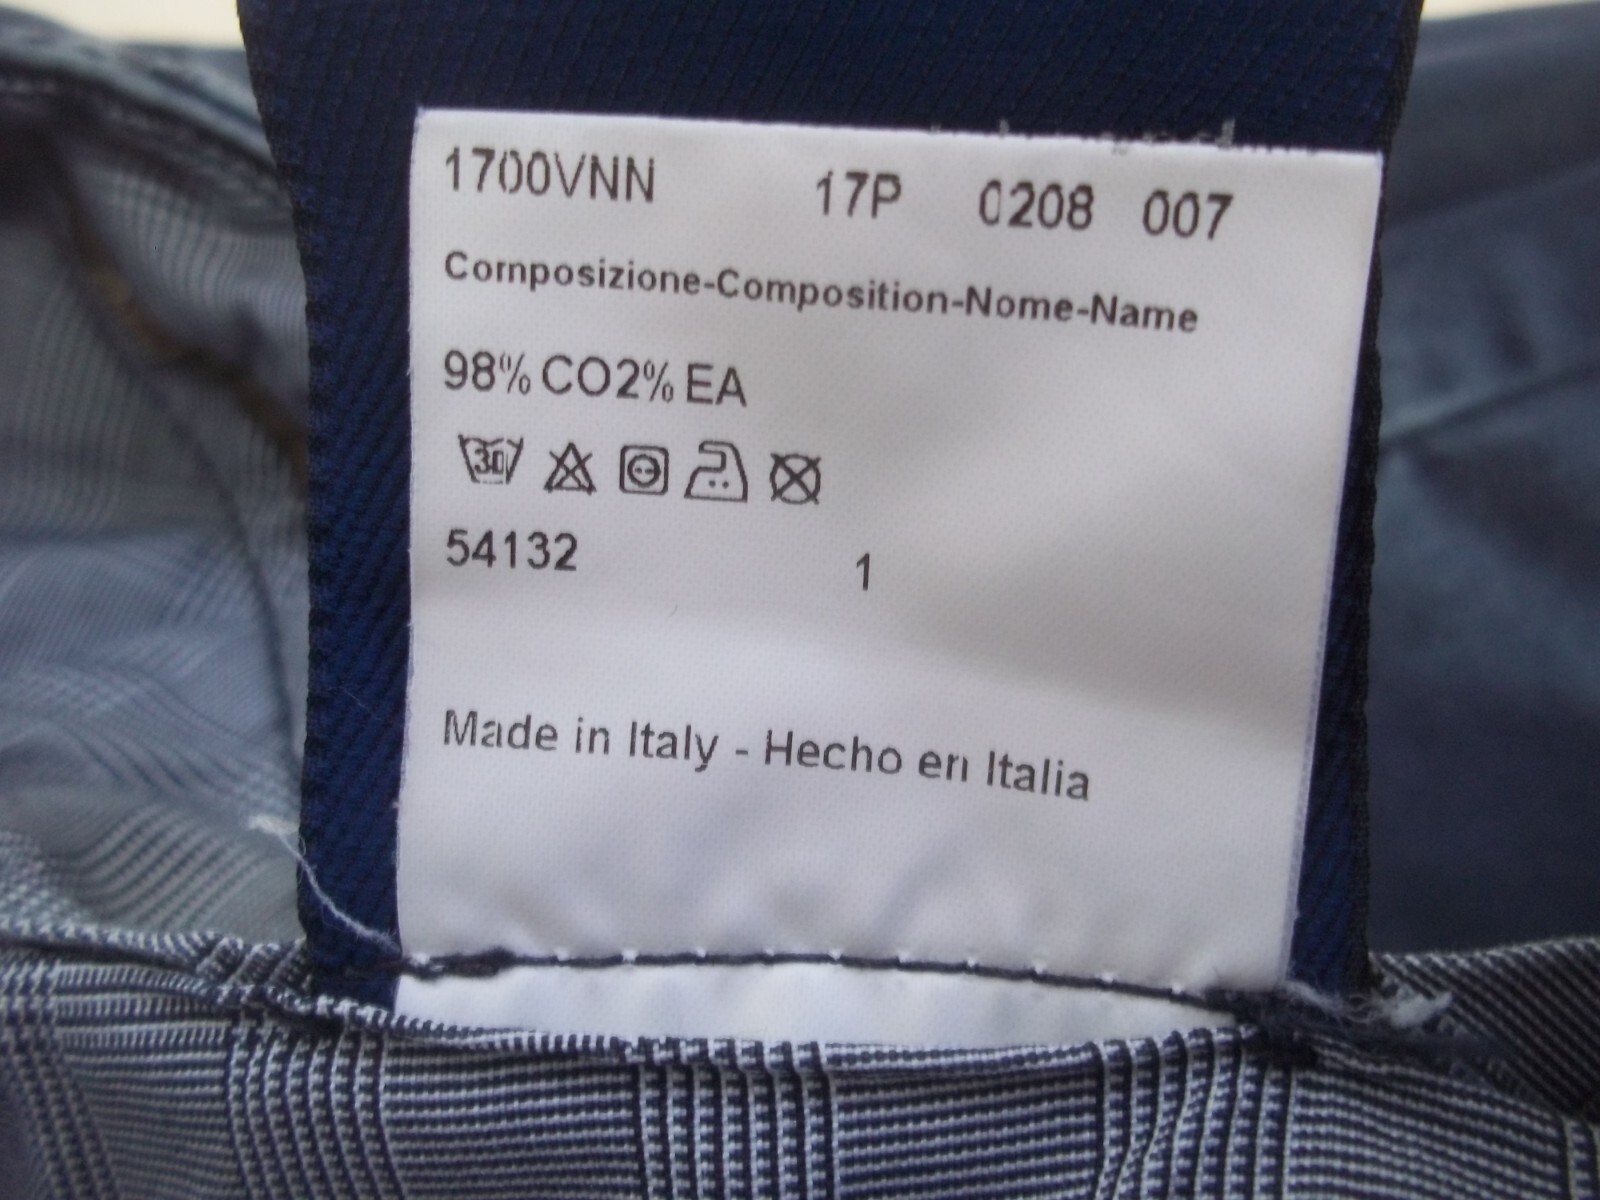 1700VNN 17P 0208 007
Composizione-Composition-Nome-Name
98% CO2% EA
30
54132 1
Made in Italy - Hecho en Italia